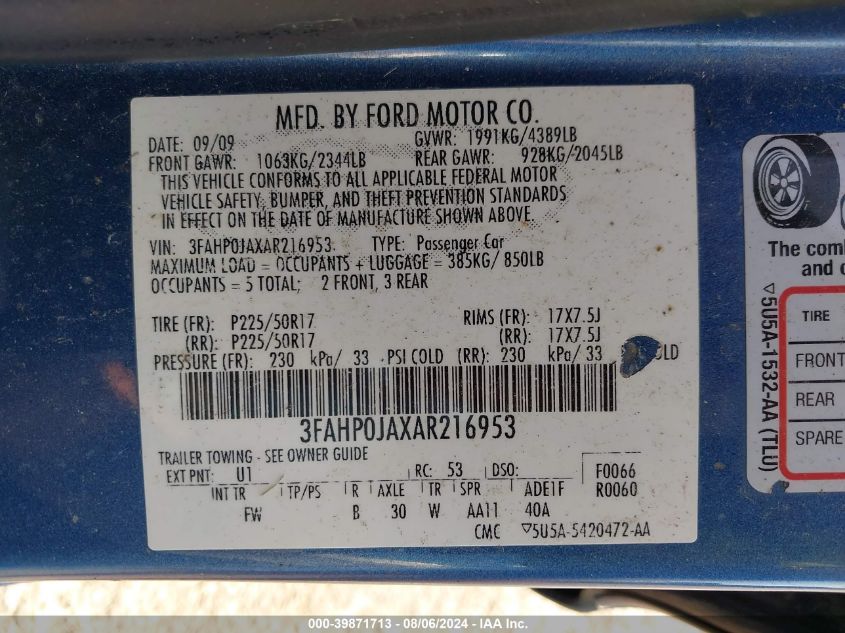 MFD. BY FORD MOTOR CO.
DATE: 09/09 GVWR: 1991KG/4389LB
FRONT GAWR: 1063KG/2344LB REAR GAWR: 928KG/2045LB
THIS VEHICLE CONFORMS TO ALL APPLICABLE FEDERAL MOTOR
VEHICLE SAFETY, BUMPER, AND THEFT PREVENTION STANDARDS
IN EFFECT ON THE DATE OF MANUFACTURE SHOWN ABOVE.
VIN: 3FAHP0JAXAR216953 TYPE: Passenger Car
MAXIMUM LOAD = OCCUPANTS + LUGGAGE = 385KG/ 850LB
OCCUPANTS = 5 TOTAL; 2 FRONT, 3 REAR
TIRE (FR): P225/50R17 RIMS (FR): 17X7.5J
(RR): P225/50R17 (RR): 17X7.5J
PRESSURE (FR): 230 kPa/ 33 PSI COLD (RR): 230 kPa/ 33 OLD
3FAHP0JAXAR216953
TRAILER TOWING - SEE OWNER GUIDE
EXT PNT: U1 RC: 53 DSO: F0066
INT TR TP/PS R AXLE TR SPR ADE1F R0060
FW B 30 W AA11 40A
CMC ▽5U5A-5420472-AA
The comb
and c
▽5U5A-1532-AA (TLU)
TIRE
FRONT
REAR
SPARE
000-39871713 - 08/06/2024 - IAA Inc.